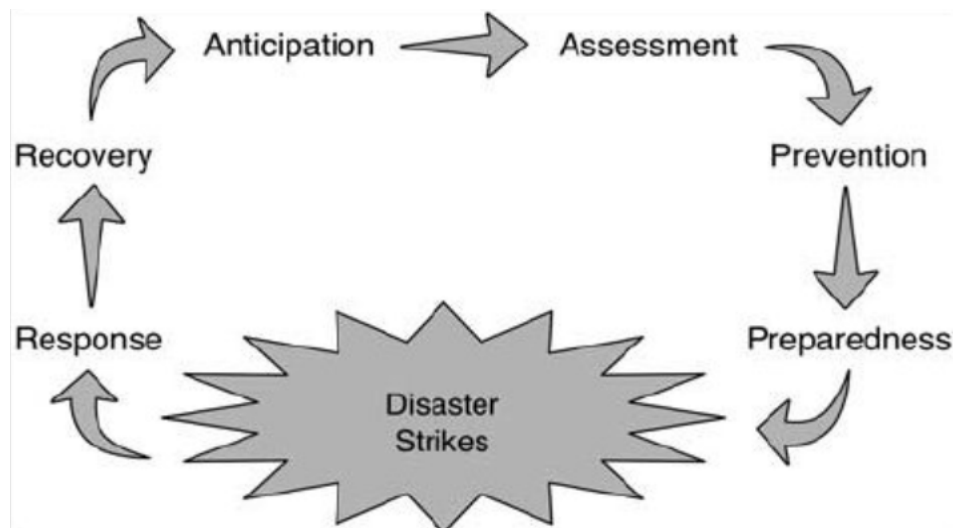 Anticipation
Assessment
Recovery
Prevention
Response
Preparedness
Disaster
Strikes